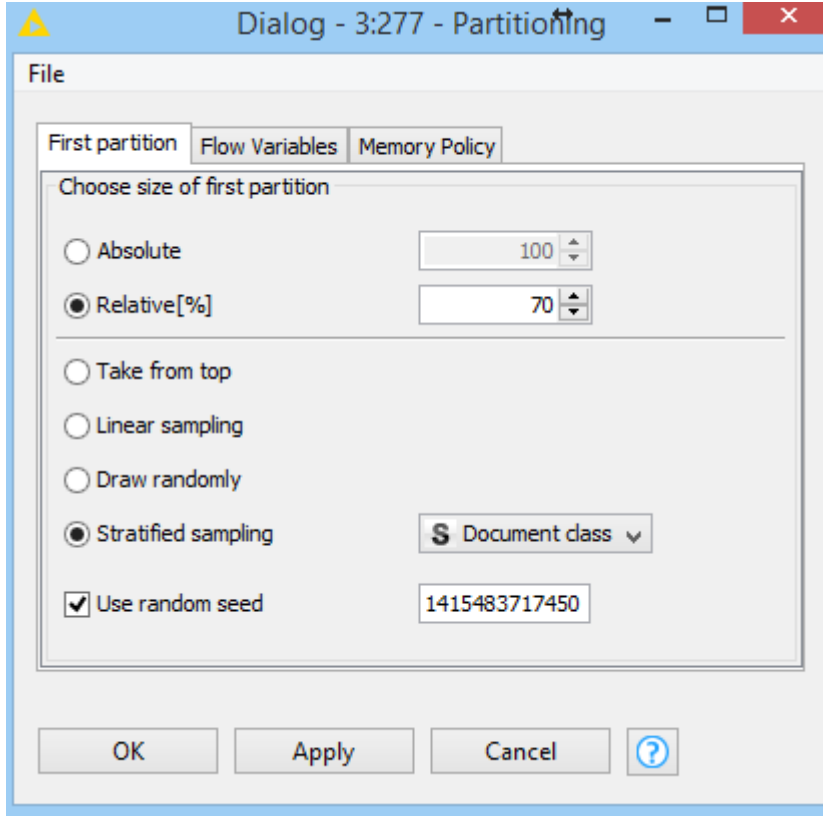 Dialog - 3:277 - Partitioning
File
First partition Flow Variables Memory Policy
Choose size of first partition
Absolute 100
Relative[%] 70
Take from top
Linear sampling
Draw randomly
Stratified sampling S Document class
Use random seed 1415483717450
OK Apply Cancel ?